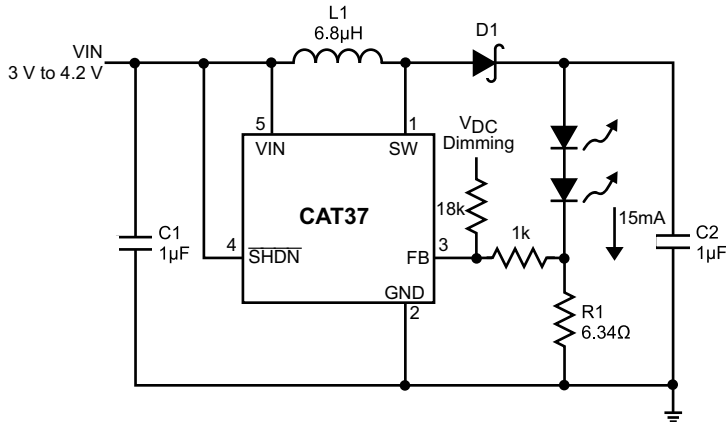 L1
6.8µH
D1
VIN
3 V to 4.2 V
5
1
VIN
SW
VDC
Dimming
CAT37
18k
1k
15mA
C1
1µF
4
SHDN
3
FB
C2
1µF
GND
2
R1
6.34Ω